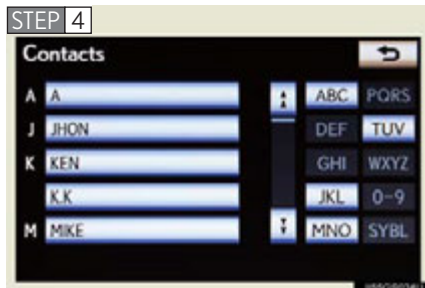 STEP 4
Contacts
A A ABC PQRS
J JHON DEF TUV
K KEN GHI WXYZ
K.K JKL 0-9
M MIKE MNO SYBL